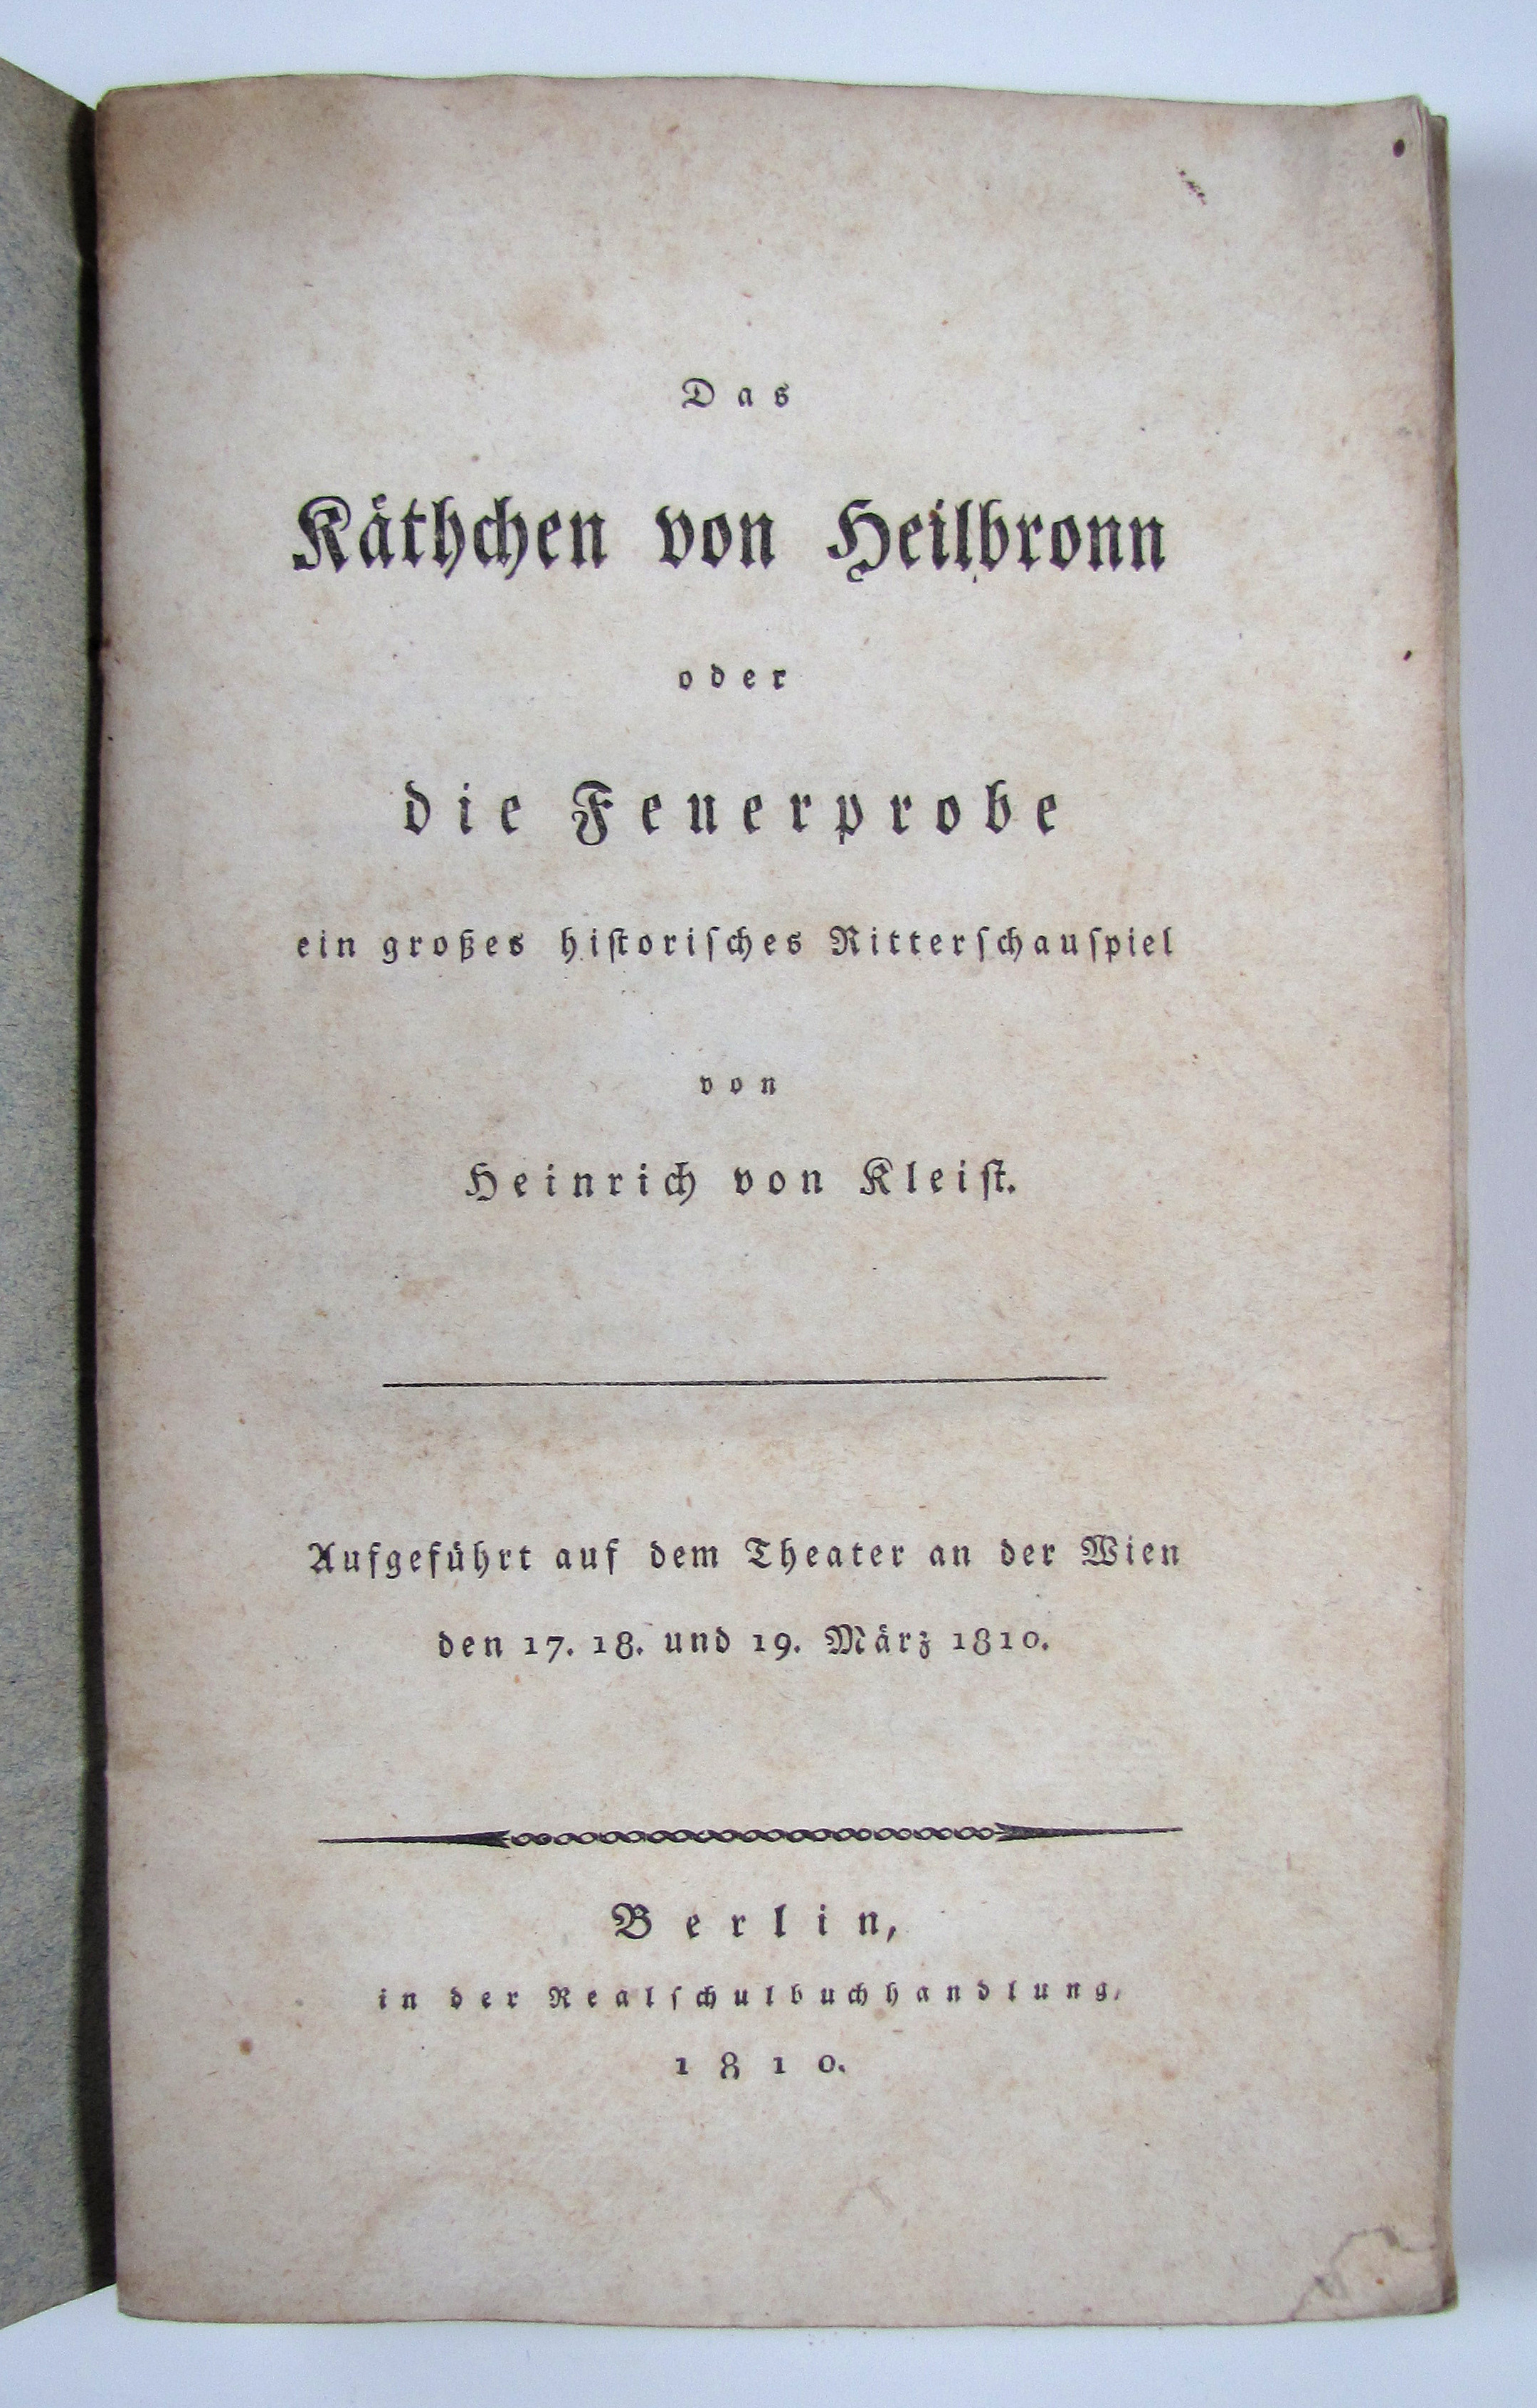 Das
Käthchen von Heilbronn
oder
die Feuerprobe
ein großes hiſtoriſches Ritterſchauſpiel
von
Heinrich von Kleiſt.
Aufgeführt auf dem Theater an der Wien
den 17. 18. und 19. März 1810.
Berlin,
in der Realſchulbuchhandlung,
1810.